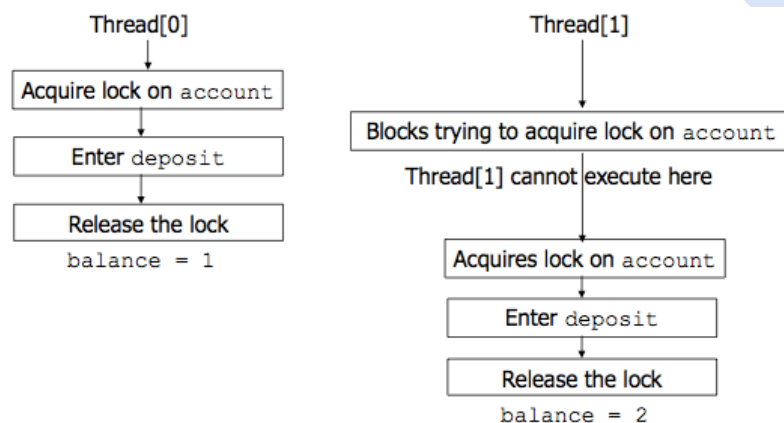 Thread[0]
Acquire lock on account
Enter deposit
Release the lock
balance = 1
Thread[1]
Blocks trying to acquire lock on account
Thread[1] cannot execute here
Acquires lock on account
Enter deposit
Release the lock
balance = 2